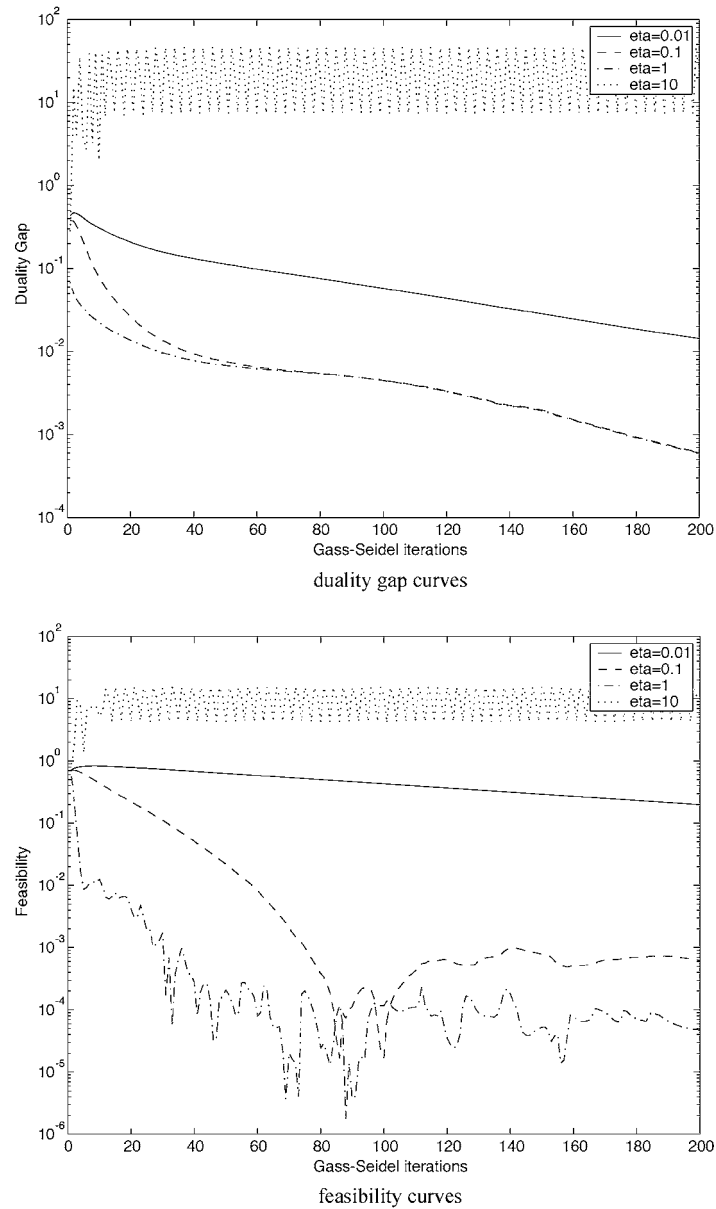 10^2
eta=0.01
eta=0.1
eta=1
eta=10
10^1
10^0
Duality Gap
10^-1
10^-2
10^-3
10^-4
0 20 40 60 80 100 120 140 160 180 200
Gass-Seidel iterations
duality gap curves
10^2
eta=0.01
eta=0.1
eta=1
eta=10
10^1
10^0
10^-1
Feasibility
10^-2
10^-3
10^-4
10^-5
10^-6
0 20 40 60 80 100 120 140 160 180 200
Gass-Seidel iterations
feasibility curves